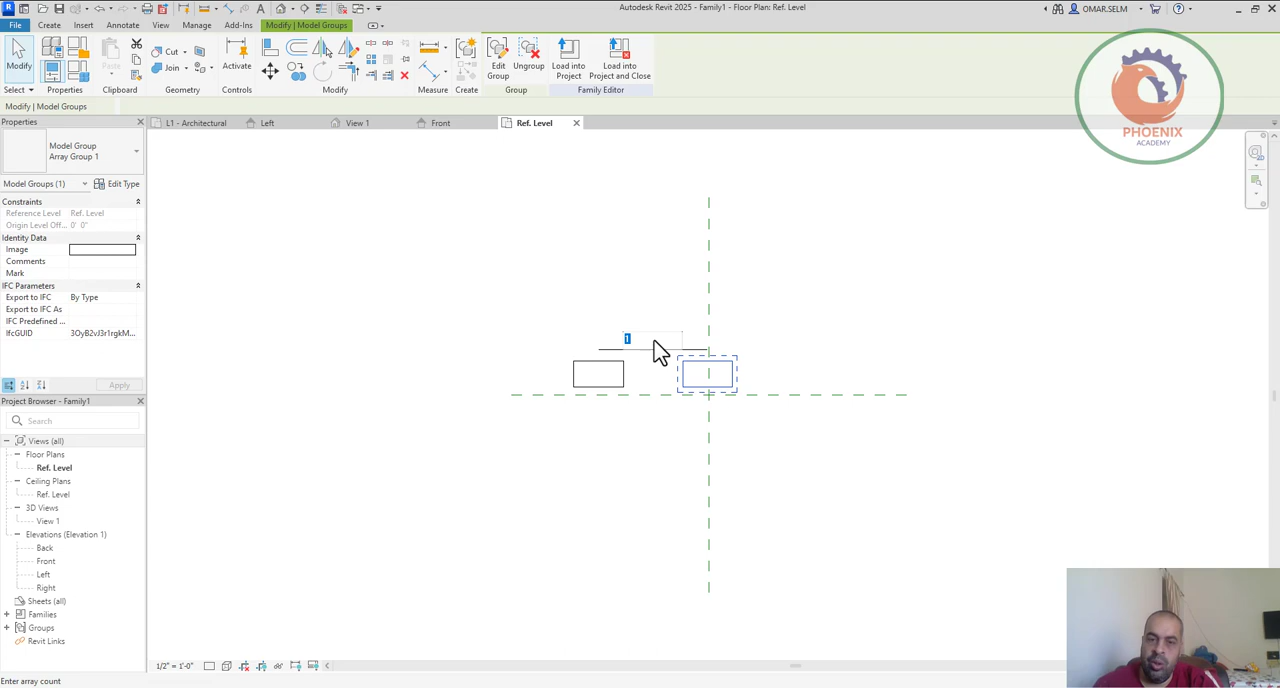 Autodesk Revit 2025 - Family1 - Floor Plan: Ref. Level
OMAR.SELM
File Create Insert Annotate View Manage Add-Ins Modify | Model Groups
Modify
Paste
Cut
Join
Activate
Edit Group
Ungroup
Load into Project
Load into Project and Close
Select Properties Clipboard Geometry Controls Modify Measure Create Group Family Editor
Modify | Model Groups
PHOENIX
ACADEMY
Properties
L1 - Architectural Left View 1 Front Ref. Level
Model Group
Array Group 1
Model Groups (1) Edit Type
Constraints
Reference Level Ref. Level
Origin Level Off... 0' 0"
Identity Data
Image
Comments
Mark
IFC Parameters
Export to IFC By Type
Export to IFC As
IFC Predefined ...
IfcGUID 3OyB2vJ3r1rgkM...
Apply
1
Project Browser - Family1
Search
Views (all)
Floor Plans
Ref. Level
Ceiling Plans
Ref. Level
3D Views
View 1
Elevations (Elevation 1)
Back
Front
Left
Right
Sheets (all)
Families
Groups
Revit Links
1/2" = 1'-0"
Enter array count